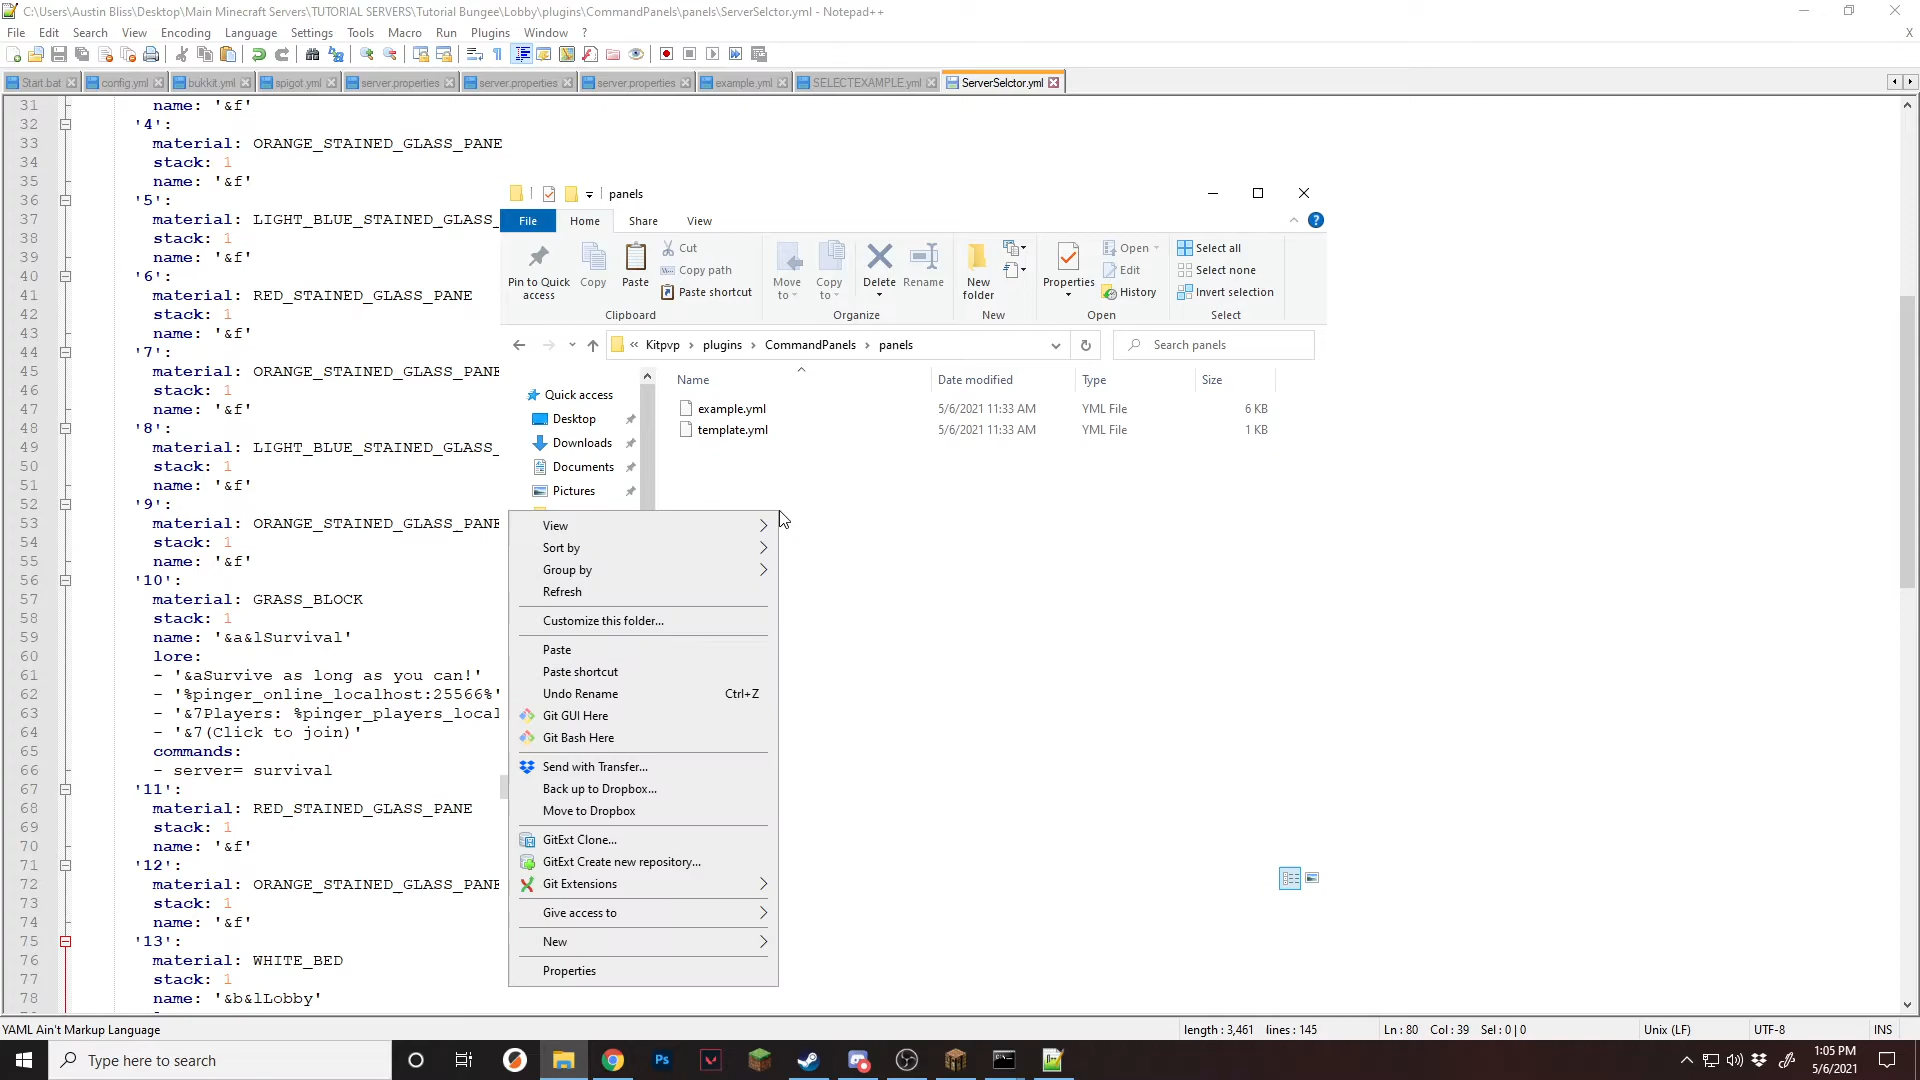 C:\Users\Austin Bliss\Desktop\Main Minecraft Servers\TUTORIAL SERVERS\Tutorial Bungee\Lobby\plugins\CommandPanels\panels\ServerSelctor.yml - Notepad++
File Edit Search View Encoding Language Settings Tools Macro Run Plugins Window ? X
Start.bat config.yml bukkit.yml spigot.yml server.properties server.properties server.properties example.yml SELECTEXAMPLE.yml ServerSelctor.yml
31 name: '&f'
32 '4':
33 material: ORANGE_STAINED_GLASS_PANE
34 stack: 1
35 name: '&f'
36 '5':
37 material: LIGHT_BLUE_STAINED_GLASS_
38 stack: 1
39 name: '&f'
40 '6':
41 material: RED_STAINED_GLASS_PANE
42 stack: 1
43 name: '&f'
44 '7':
45 material: ORANGE_STAINED_GLASS_PANE
46 stack: 1
47 name: '&f'
48 '8':
49 material: LIGHT_BLUE_STAINED_GLASS_
50 stack: 1
51 name: '&f'
52 '9':
53 material: ORANGE_STAINED_GLASS_PANE
54 stack: 1
55 name: '&f'
56 '10':
57 material: GRASS_BLOCK
58 stack: 1
59 name: '&a&lSurvival'
60 lore:
61 - '&aSurvive as long as you can!'
62 - '%pinger_online_localhost:25566%'
63 - '&7Players: %pinger_players_local
64 - '&7(Click to join)'
65 commands:
66 - server= survival
67 '11':
68 material: RED_STAINED_GLASS_PANE
69 stack: 1
70 name: '&f'
71 '12':
72 material: ORANGE_STAINED_GLASS_PANE
73 stack: 1
74 name: '&f'
75 '13':
76 material: WHITE_BED
77 stack: 1
78 name: '&b&lLobby'
panels
File Home Share View
Pin to Quick access
Copy
Paste
Cut
Copy path
Paste shortcut
Clipboard
Move to
Copy to
Delete
Rename
Organize
New folder
New
Properties
Open
Edit
History
Open
Select all
Select none
Invert selection
Select
« Kitpvp › plugins › CommandPanels › panels
Search panels
Name Date modified Type Size
example.yml 5/6/2021 11:33 AM YML File 6 KB
template.yml 5/6/2021 11:33 AM YML File 1 KB
Quick access
Desktop
Downloads
Documents
Pictures
View
Sort by
Group by
Refresh
Customize this folder...
Paste
Paste shortcut
Undo Rename Ctrl+Z
Git GUI Here
Git Bash Here
Send with Transfer...
Back up to Dropbox...
Move to Dropbox
GitExt Clone...
GitExt Create new repository...
Git Extensions
Give access to
New
Properties
YAML Ain't Markup Language length : 3,461 lines : 145 Ln : 80 Col : 39 Sel : 0 | 0 Unix (LF) UTF-8 INS
Type here to search
Ps
1:05 PM
5/6/2021